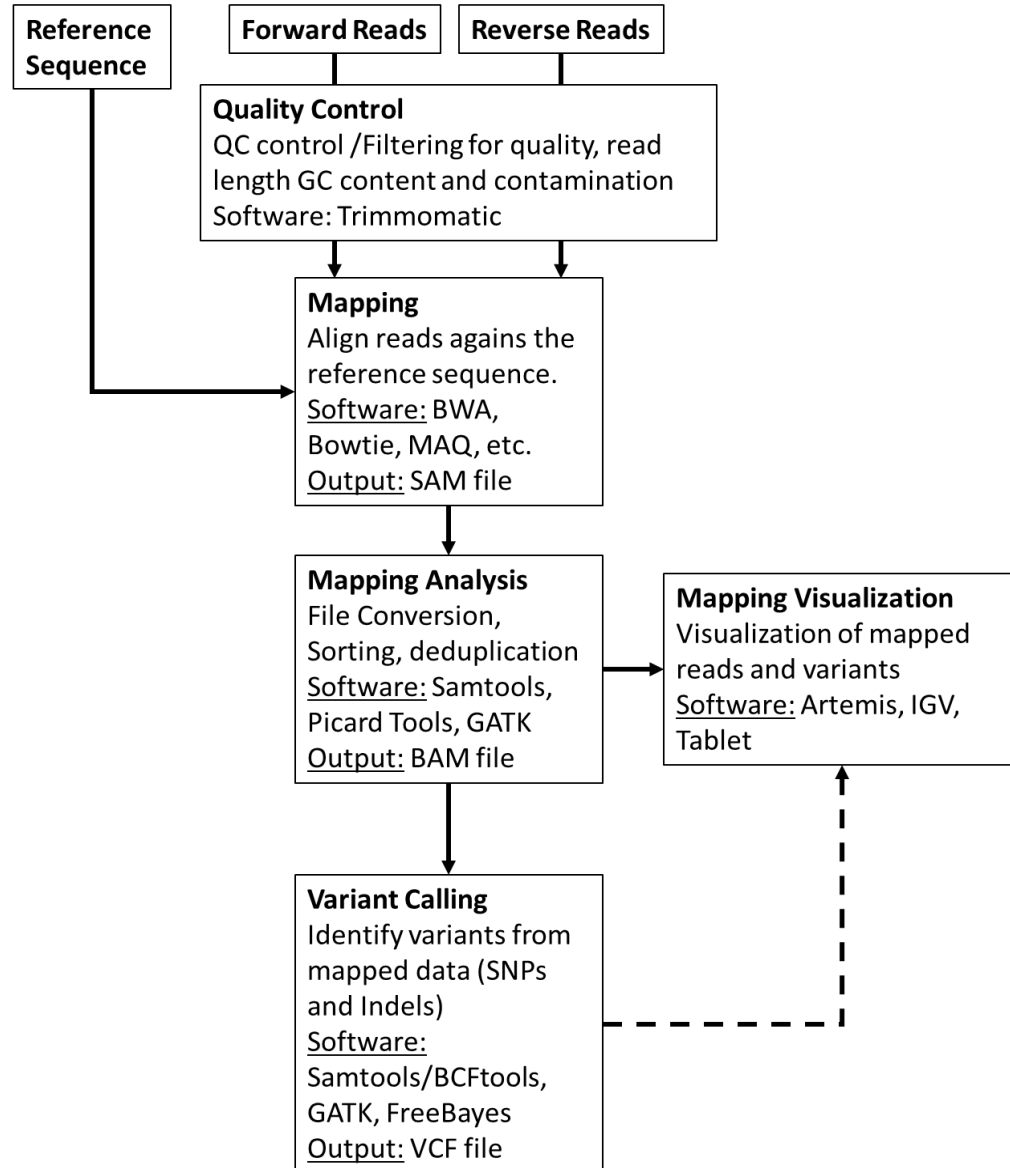 Reference
Sequence
Forward Reads
Reverse Reads
Quality Control
QC control /Filtering for quality, read
length GC content and contamination
Software: Trimmomatic
Mapping
Align reads agains the
reference sequence.
Software: BWA,
Bowtie, MAQ, etc.
Output: SAM file
Mapping Analysis
File Conversion,
Sorting, deduplication
Software: Samtools,
Picard Tools, GATK
Output: BAM file
Mapping Visualization
Visualization of mapped
reads and variants
Software: Artemis, IGV,
Tablet
Variant Calling
Identify variants from
mapped data (SNPs
and Indels)
Software:
Samtools/BCFtools,
GATK, FreeBayes
Output: VCF file